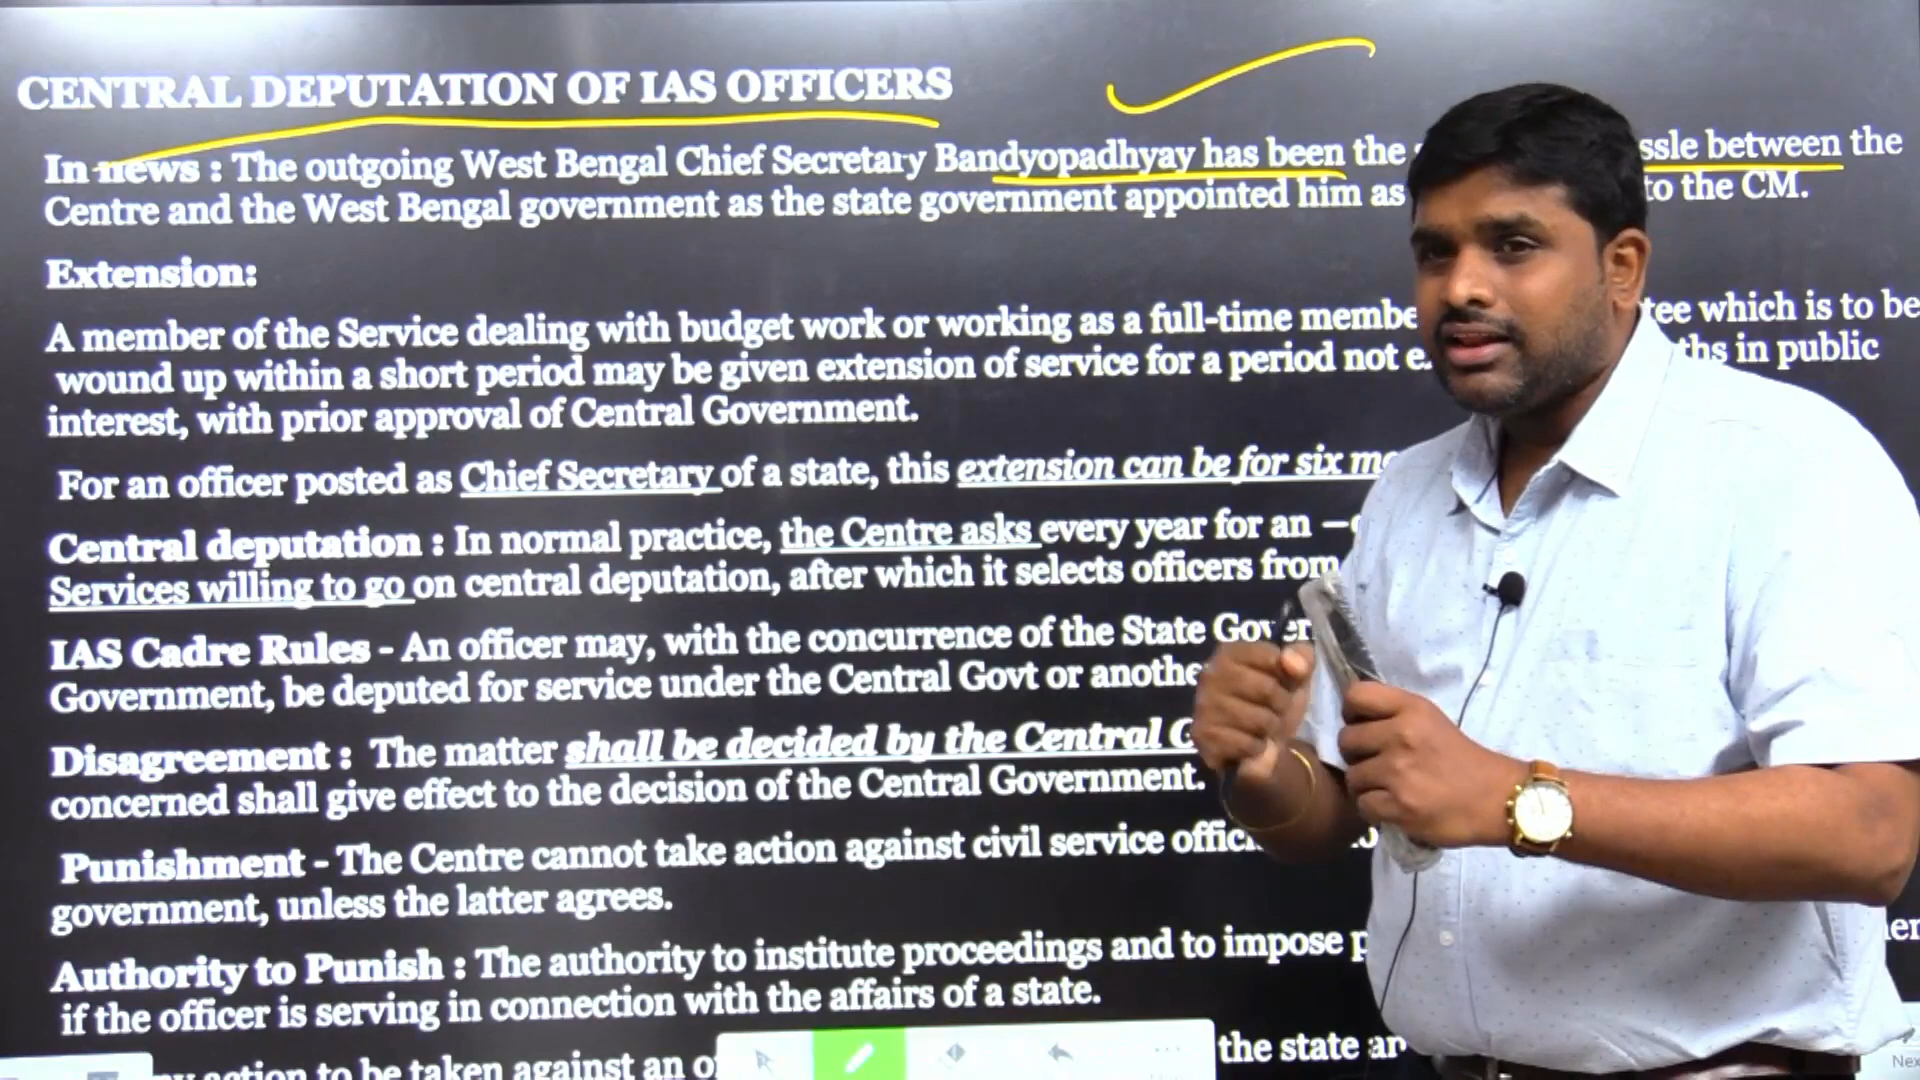 CENTRAL DEPUTATION OF IAS OFFICERS
In news : The outgoing West Bengal Chief Secretary Bandyopadhyay has been the ssle between the
Centre and the West Bengal government as the state government appointed him as to the CM.
Extension:
A member of the Service dealing with budget work or working as a full-time membe tee which is to be
wound up within a short period may be given extension of service for a period not e ths in public
interest, with prior approval of Central Government.
For an officer posted as Chief Secretary of a state, this extension can be for six mo
Central deputation : In normal practice, the Centre asks every year for an —
Services willing to go on central deputation, after which it selects officers from
IAS Cadre Rules - An officer may, with the concurrence of the State Gover
Government, be deputed for service under the Central Govt or anothe
Disagreement : The matter shall be decided by the Central G
concerned shall give effect to the decision of the Central Government.
Punishment - The Centre cannot take action against civil service offic
government, unless the latter agrees.
Authority to Punish : The authority to institute proceedings and to impose p
if the officer is serving in connection with the affairs of a state.
action to be taken against an o the state an
Nex